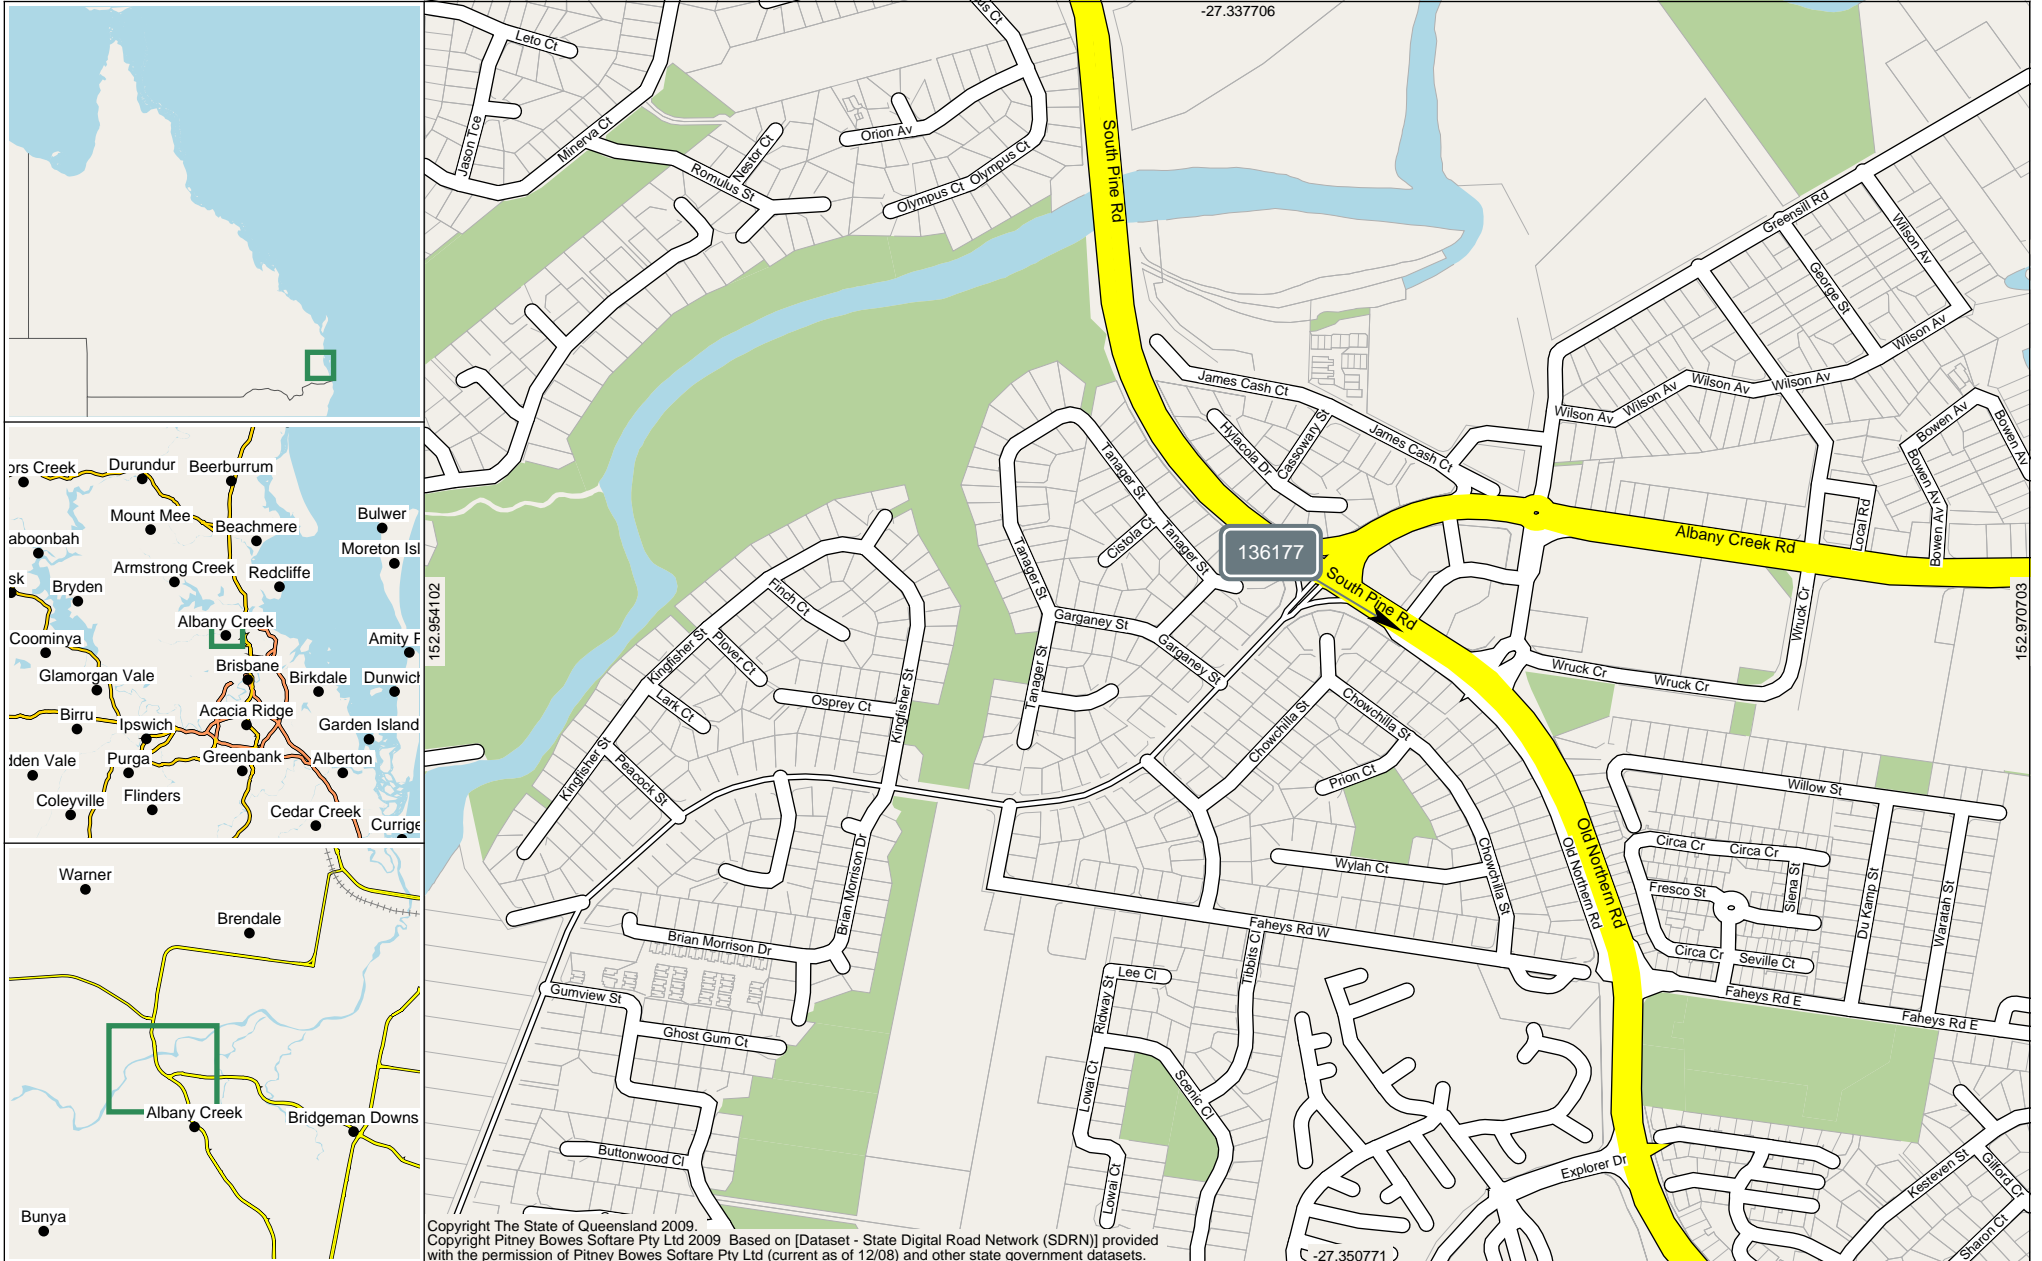 -27.337706
Leto Ct
Jason Tce
Minerva Ct
Romulus St
Nestor Ct
Orion Av
Olympus Ct
Olympus Ct
South Pine Rd
Greensill Rd
Wilson Av
George St
Wilson Av
Wilson Av
Wilson Av
Wilson Av
Wilson Av
Bowen Av
Bowen Av
Bowen Av
Bowen Av
Local Rd
James Cash Ct
James Cash Ct
Hylacola Dr
Cassowary St
Tanager St
Cistola Ct
Tanager St
136177
Albany Creek Rd
South Pine Rd
152.954102
152.970703
Tanager St
Garganey St
Garganey St
Tanager St
Finch Ct
Plover Ct
Kingfisher St
Lark Ct
Osprey Ct
Kingfisher St
Kingfisher St
Peacock St
Wruck Cr
Wruck Cr
Wruck Cr
Chowchilla St
Chowchilla St
Prion Ct
Chowchilla St
Wylah Ct
Old Northern Rd
Old Northern Rd
Willow St
Circa Cr
Circa Cr
Fresco St
Siena St
Du Kamp St
Waratah St
Circa Cr
Seville Ct
Faheys Rd E
Faheys Rd E
Faheys Rd W
Tibbits Cl
Brian Morrison Dr
Brian Morrison Dr
Gumview St
Ghost Gum Ct
Buttonwood Cl
Lee Cl
Ridway St
Lowai Ct
Scenic Cl
Lowai Ct
Explorer Dr
Kesteven St
Gilford Cr
Sharon Ct
-27.350771
ors Creek
Durundur
Beerburrum
Mount Mee
Beachmere
Bulwer
aboonbah
Moreton Isl
Armstrong Creek
Redcliffe
sk
Bryden
Albany Creek
Coominya
Amity P
Brisbane
Glamorgan Vale
Birkdale
Dunwich
Birru
Ipswich
Acacia Ridge
Garden Island
dden Vale
Purga
Greenbank
Alberton
Coleyville
Flinders
Cedar Creek
Currige
Warner
Brendale
Albany Creek
Bridgeman Downs
Bunya
Copyright The State of Queensland 2009.
Copyright Pitney Bowes Softare Pty Ltd 2009 Based on [Dataset - State Digital Road Network (SDRN)] provided
with the permission of Pitney Bowes Softare Pty Ltd (current as of 12/08) and other state government datasets.